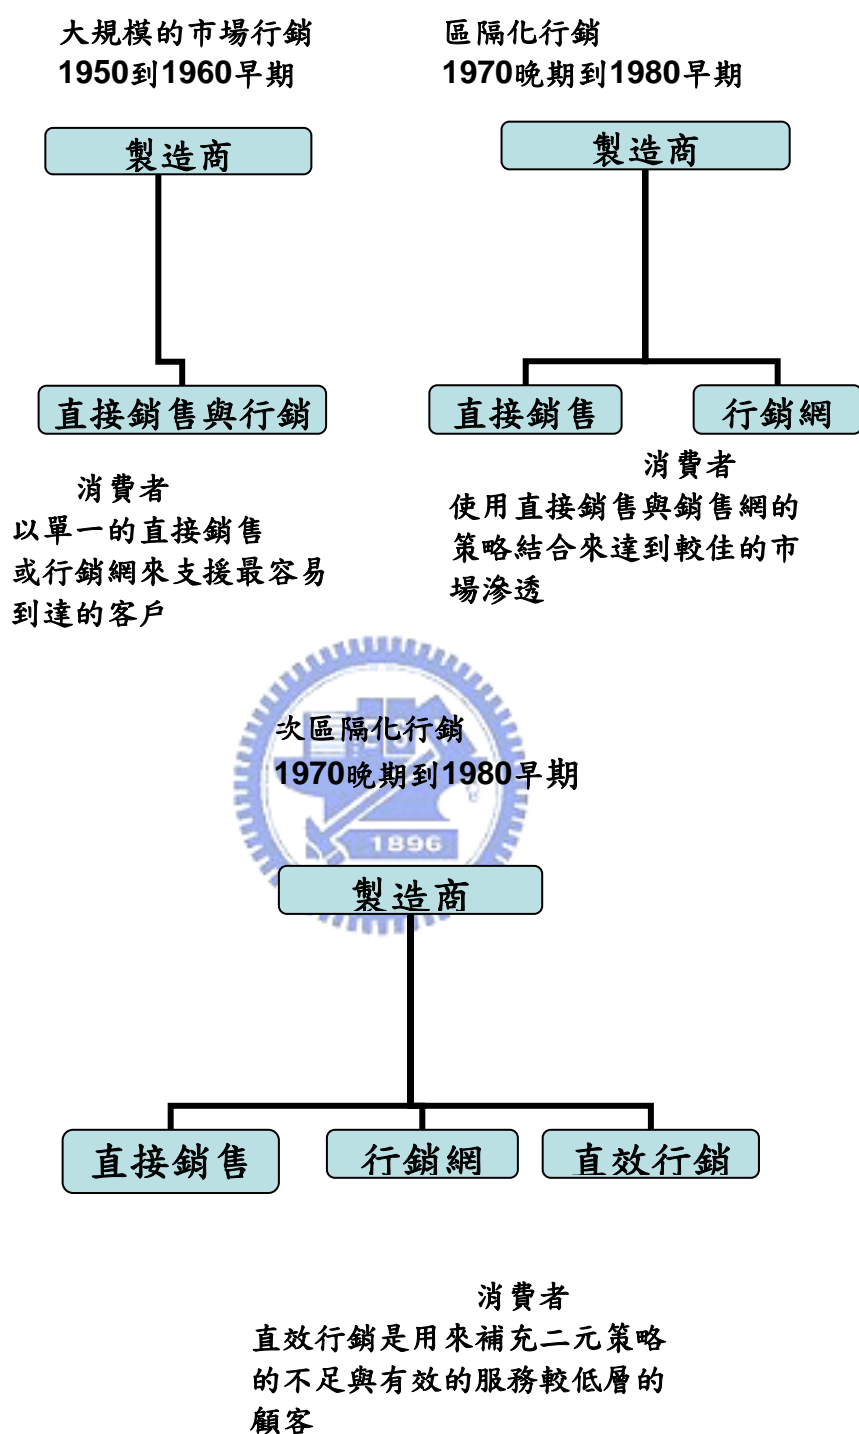 大規模的市場行銷
1950到1960早期
製造商
直接銷售與行銷
消費者
以單一的直接銷售
或行銷網來支援最容易
到達的客戶
區隔化行銷
1970晚期到1980早期
製造商
直接銷售
行銷網
消費者
使用直接銷售與銷售網的
策略結合來達到較佳的市
場滲透
次區隔化行銷
1970晚期到1980早期
1896
製造商
直接銷售
行銷網
直效行銷
消費者
直效行銷是用來補充二元策略
的不足與有效的服務較低層的
顧客